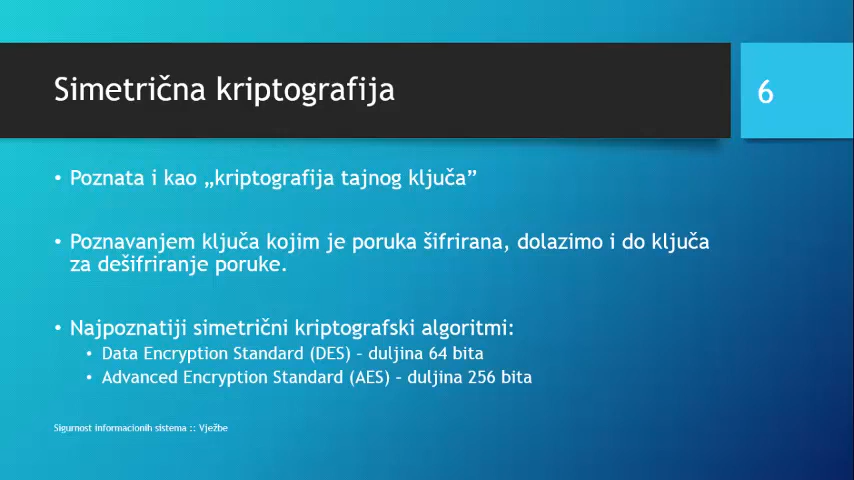 Simetrična kriptografija
6
• Poznata i kao „kriptografija tajnog ključa”
• Poznavanjem ključa kojim je poruka šifrirana, dolazimo i do ključa
za dešifriranje poruke.
• Najpoznatiji simetrični kriptografski algoritmi:
• Data Encryption Standard (DES) – duljina 64 bita
• Advanced Encryption Standard (AES) – duljina 256 bita
Sigurnost informacionih sistema :: Vježbe